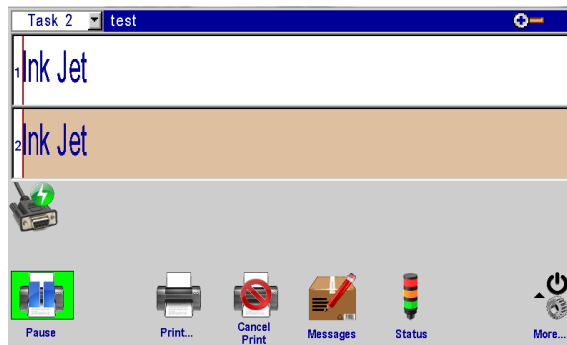 Task 2 test
1 Ink Jet
2 Ink Jet
Pause Print... Cancel Print Messages Status More...